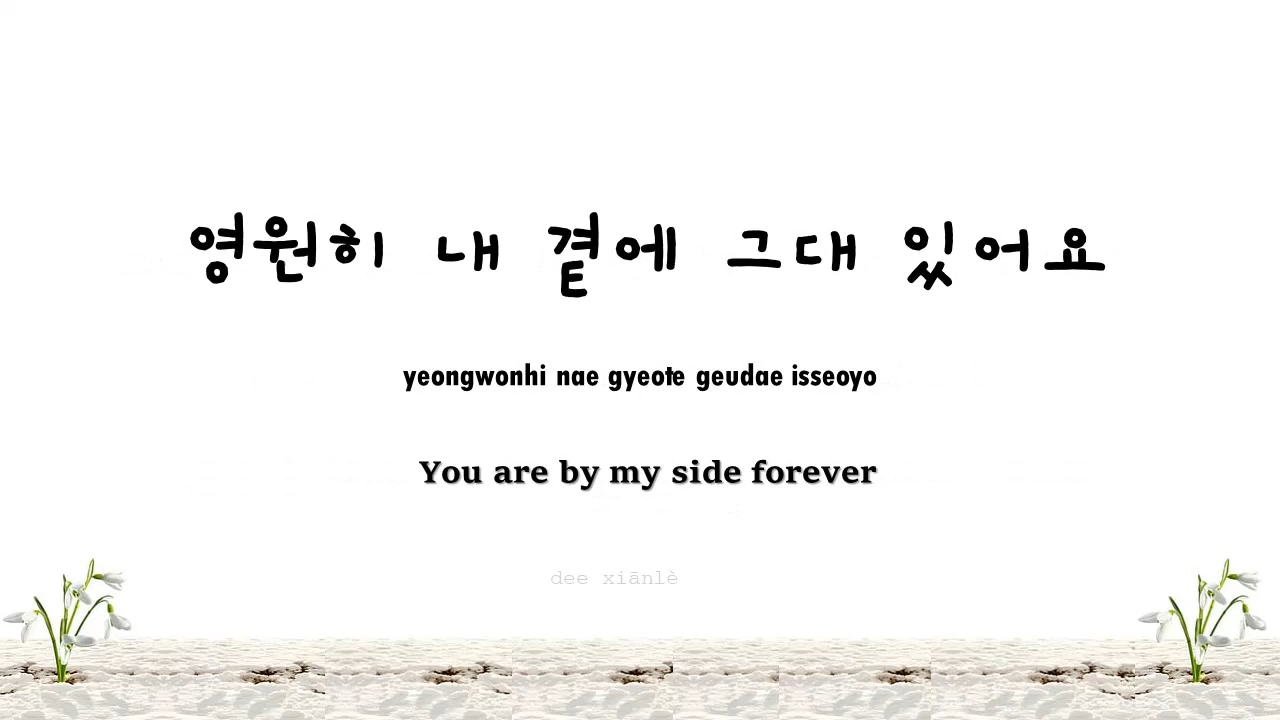 영원히 내 곁에 그대 있어요
yeongwonhi nae gyeote geudae isseoyo
You are by my side forever
dee xiānlè